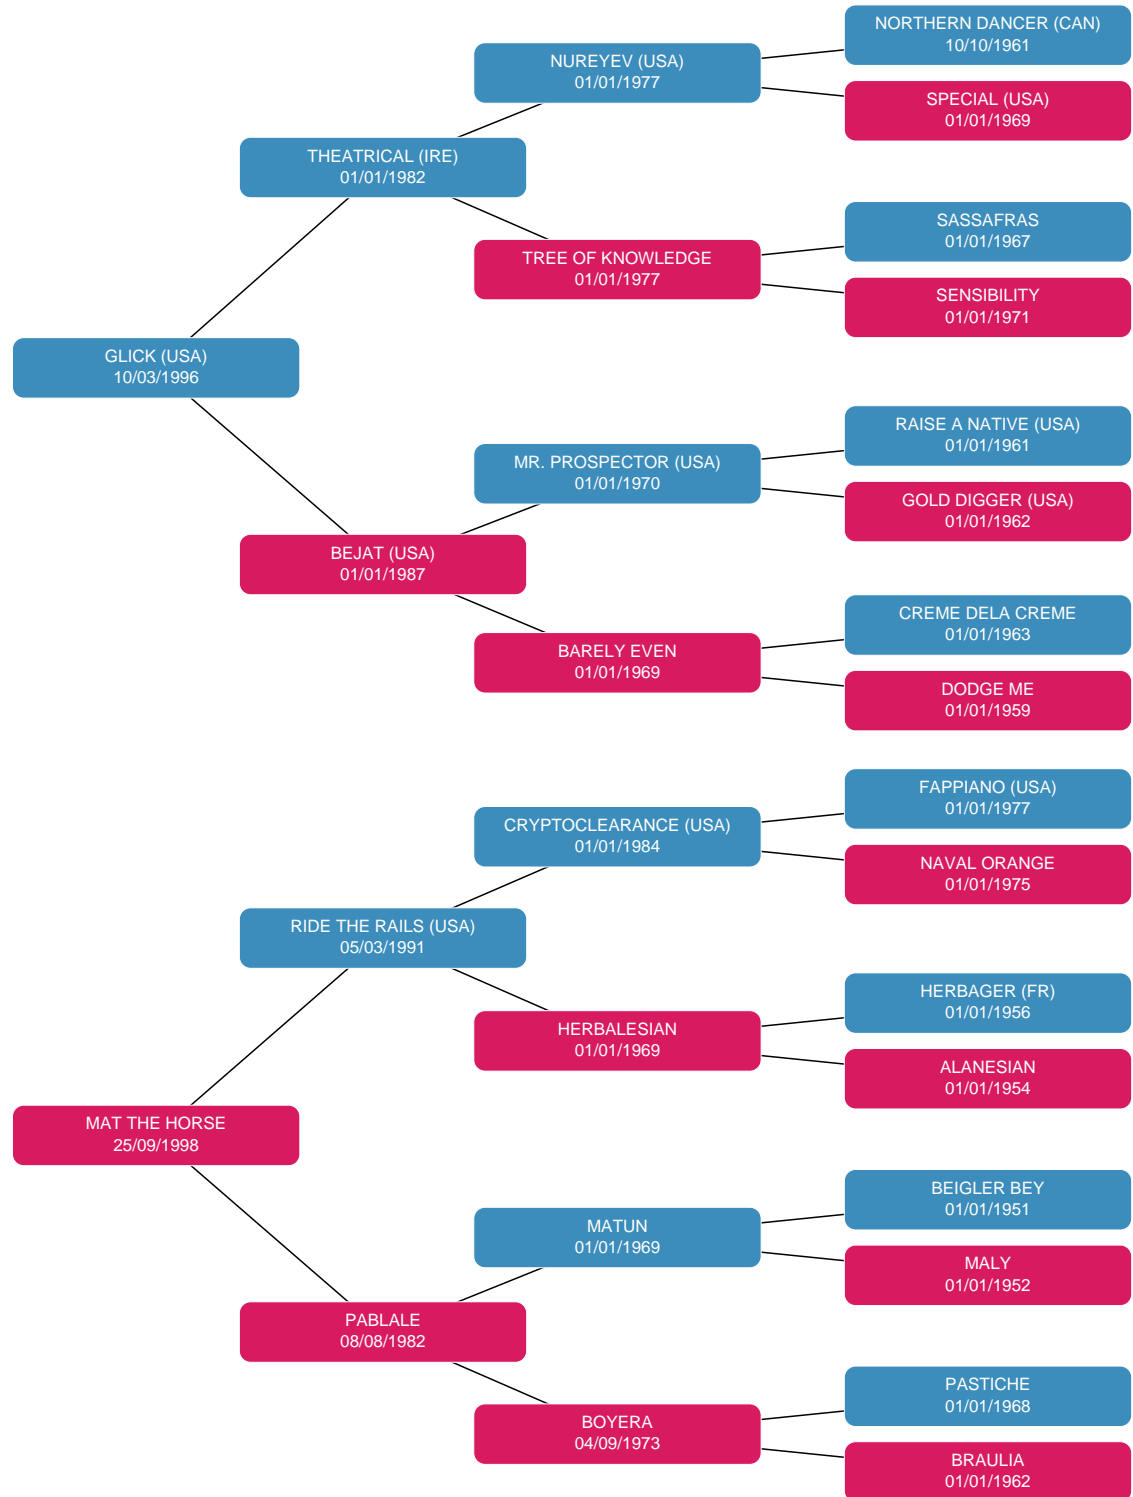 NORTHERN DANCER (CAN)
10/10/1961
NUREYEV (USA)
01/01/1977
SPECIAL (USA)
01/01/1969
THEATRICAL (IRE)
01/01/1982
SASSAFRAS
01/01/1967
TREE OF KNOWLEDGE
01/01/1977
SENSIBILITY
01/01/1971
GLICK (USA)
10/03/1996
RAISE A NATIVE (USA)
01/01/1961
MR. PROSPECTOR (USA)
01/01/1970
GOLD DIGGER (USA)
01/01/1962
BEJAT (USA)
01/01/1987
CREME DELA CREME
01/01/1963
BARELY EVEN
01/01/1969
DODGE ME
01/01/1959
FAPPIANO (USA)
01/01/1977
CRYPTOCLEARANCE (USA)
01/01/1984
NAVAL ORANGE
01/01/1975
RIDE THE RAILS (USA)
05/03/1991
HERBAGER (FR)
01/01/1956
HERBALESIAN
01/01/1969
ALANESIAN
01/01/1954
MAT THE HORSE
25/09/1998
BEIGLER BEY
01/01/1951
MATUN
01/01/1969
MALY
01/01/1952
PABLALE
08/08/1982
PASTICHE
01/01/1968
BOYERA
04/09/1973
BRAULIA
01/01/1962